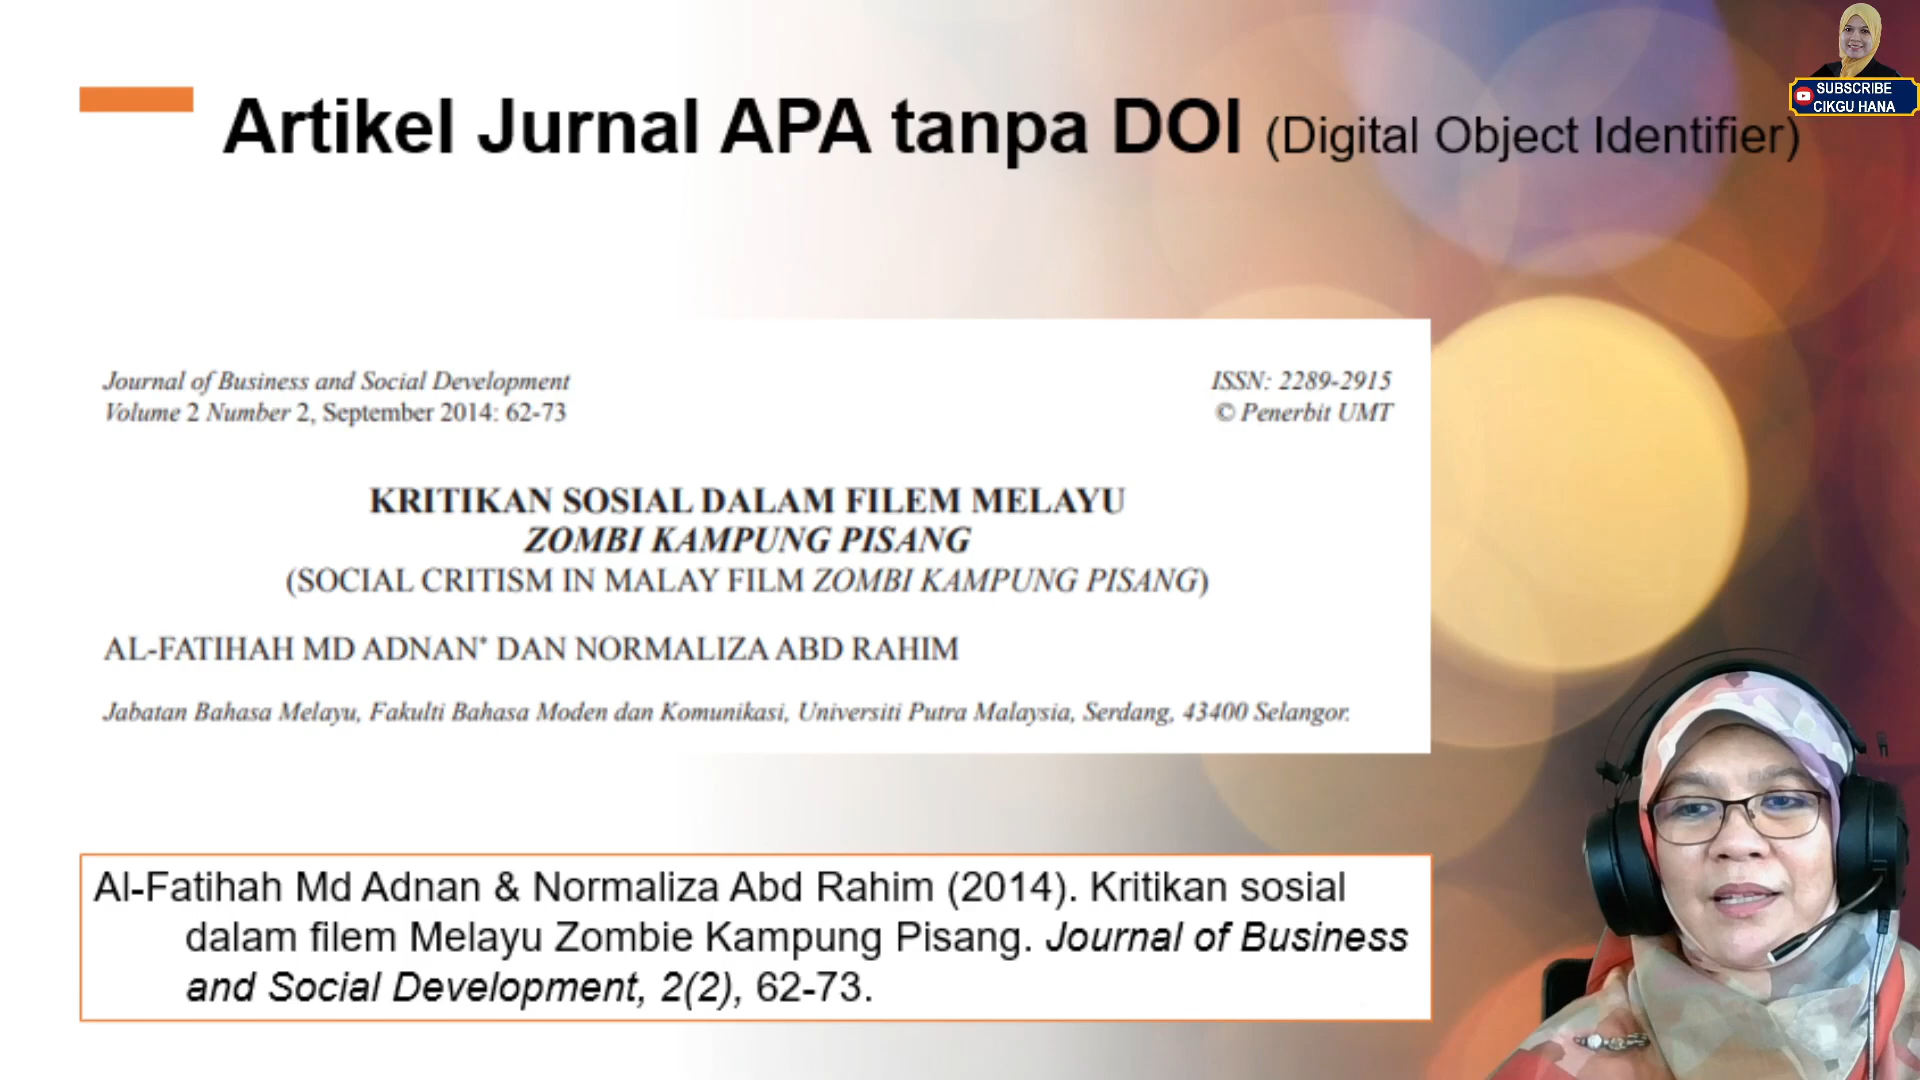 SUBSCRIBE
CIKGU HANA
Artikel Jurnal APA tanpa DOI (Digital Object Identifier)
Journal of Business and Social Development
Volume 2 Number 2, September 2014: 62-73
ISSN: 2289-2915
© Penerbit UMT
KRITIKAN SOSIAL DALAM FILEM MELAYU
ZOMBI KAMPUNG PISANG
(SOCIAL CRITISM IN MALAY FILM ZOMBI KAMPUNG PISANG)
AL-FATIHAH MD ADNAN* DAN NORMALIZA ABD RAHIM
Jabatan Bahasa Melayu, Fakulti Bahasa Moden dan Komunikasi, Universiti Putra Malaysia, Serdang, 43400 Selangor.
Al-Fatihah Md Adnan & Normaliza Abd Rahim (2014). Kritikan sosial
dalam filem Melayu Zombie Kampung Pisang. Journal of Business
and Social Development, 2(2), 62-73.